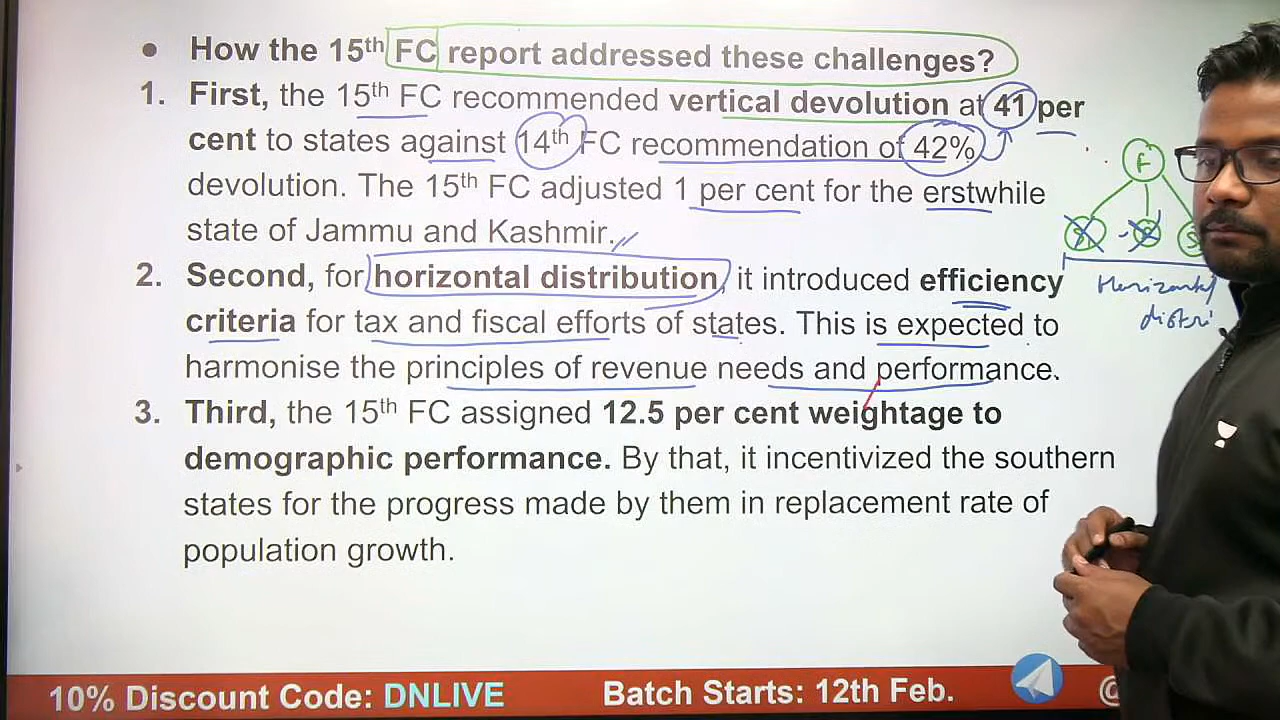 • How the 15th FC report addressed these challenges?
1. First, the 15th FC recommended vertical devolution at 41 per
cent to states against 14th FC recommendation of 42%
devolution. The 15th FC adjusted 1 per cent for the erstwhile
state of Jammu and Kashmir.
2. Second, for horizontal distribution, it introduced efficiency
criteria for tax and fiscal efforts of states. This is expected to
harmonise the principles of revenue needs and performance.
3. Third, the 15th FC assigned 12.5 per cent weightage to
demographic performance. By that, it incentivized the southern
states for the progress made by them in replacement rate of
population growth.
F
Horizontal
distri
10% Discount Code: DNLIVE Batch Starts: 12th Feb. @